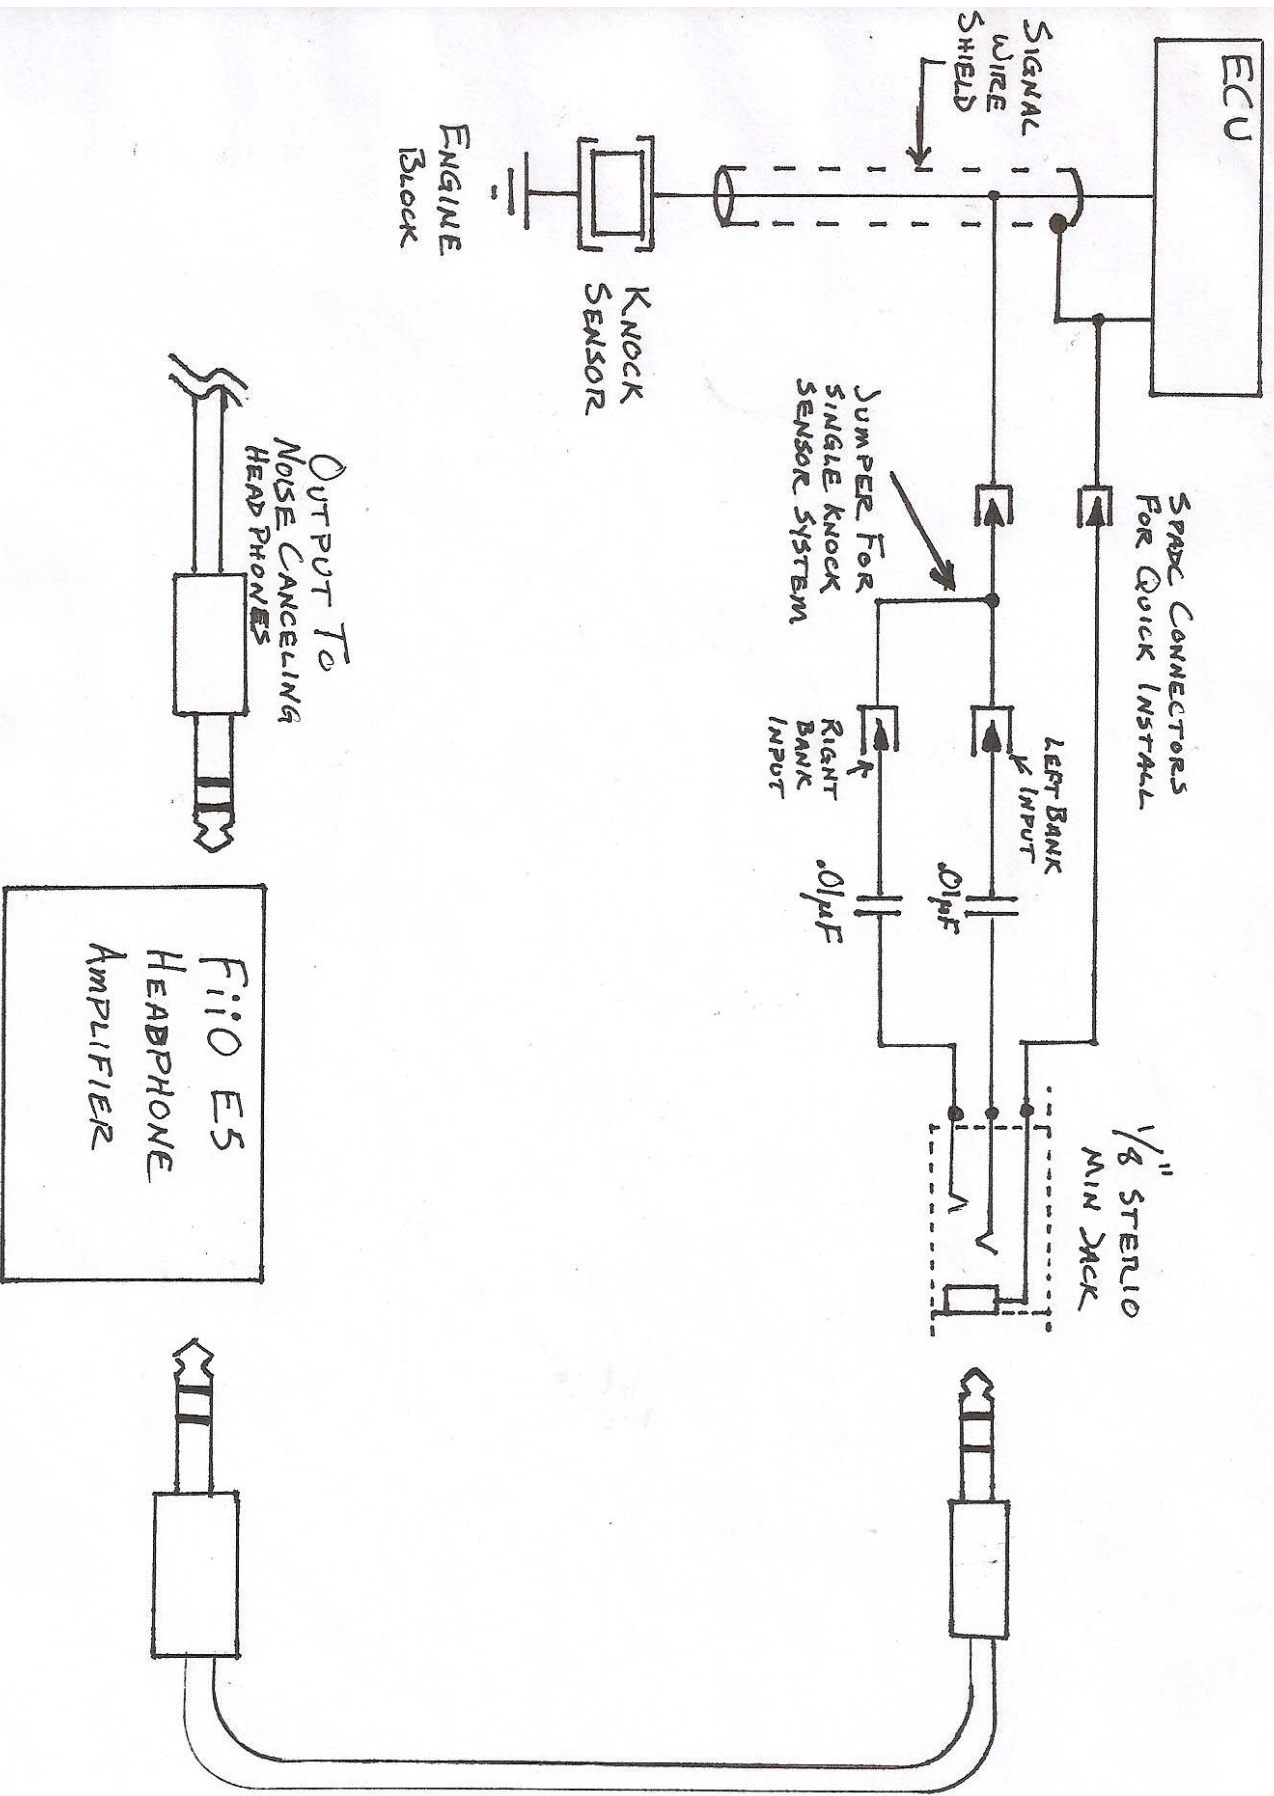 ECU
SIGNAL
WIRE
SHIELD
SPADC CONNECTORS
FOR QUICK INSTALL
1/8" STERIO
MIN JACK
LEFT BANK
INPUT
.01µF
JUMPER FOR
SINGLE KNOCK
SENSOR SYSTEM
RIGHT
BANK
INPUT
.01µF
KNOCK
SENSOR
ENGINE
BLOCK
OUTPUT TO
NOISE CANCELING
HEADPHONES
FiiO E5
HEADPHONE
AMPLIFIER